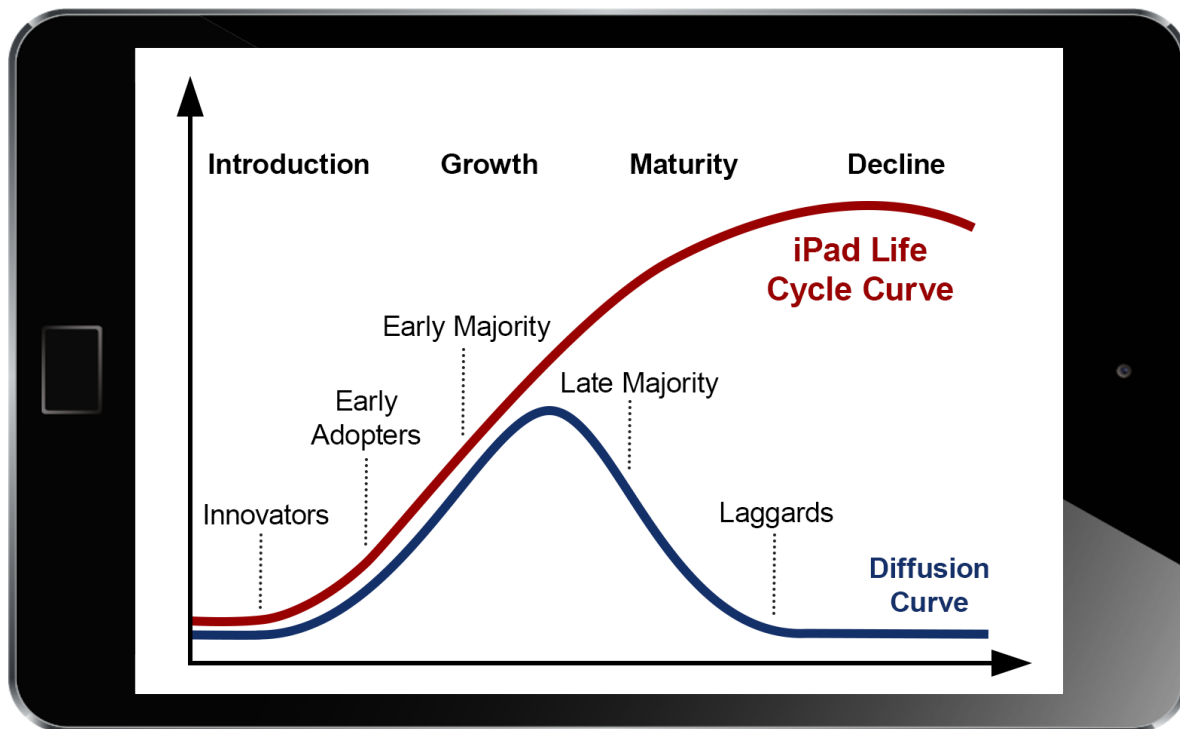 Introduction Growth Maturity Decline
iPad Life
Cycle Curve
Early Majority
Late Majority
Early
Adopters
Innovators
Laggards
Diffusion
Curve